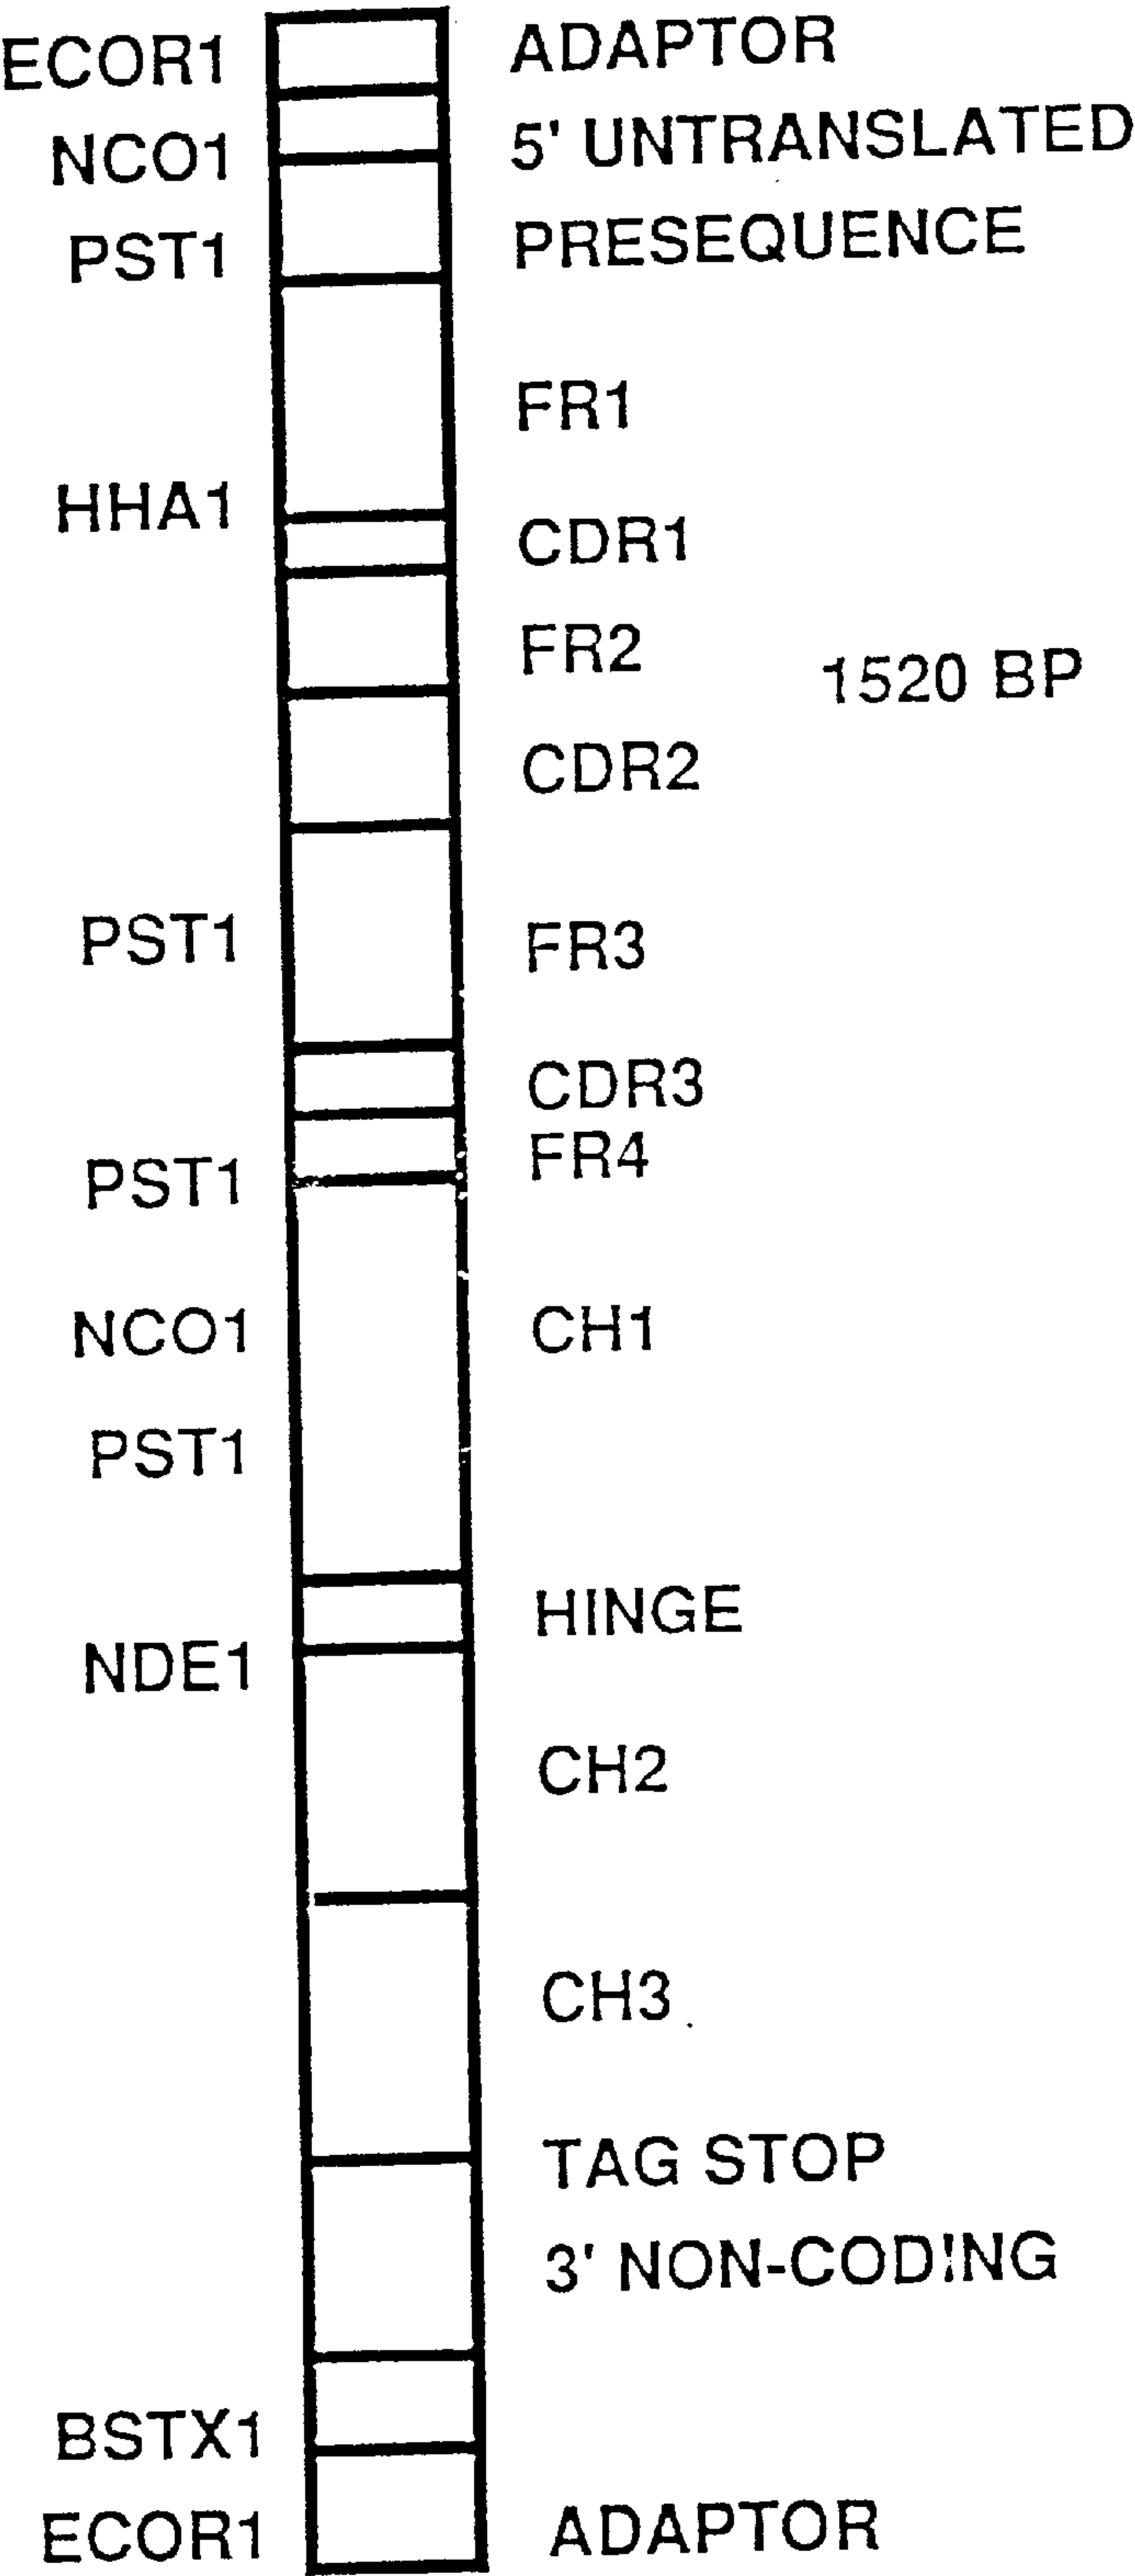 ECOR1 ADAPTOR
NCO1 5' UNTRANSLATED
PST1 PRESEQUENCE
FR1
HHA1
CDR1
FR2
1520 BP
CDR2
PST1 FR3
CDR3
FR4
PST1
NCO1 CH1
PST1
HINGE
NDE1
CH2
CH3
TAG STOP
3' NON-CODING
BSTX1
ECOR1 ADAPTOR